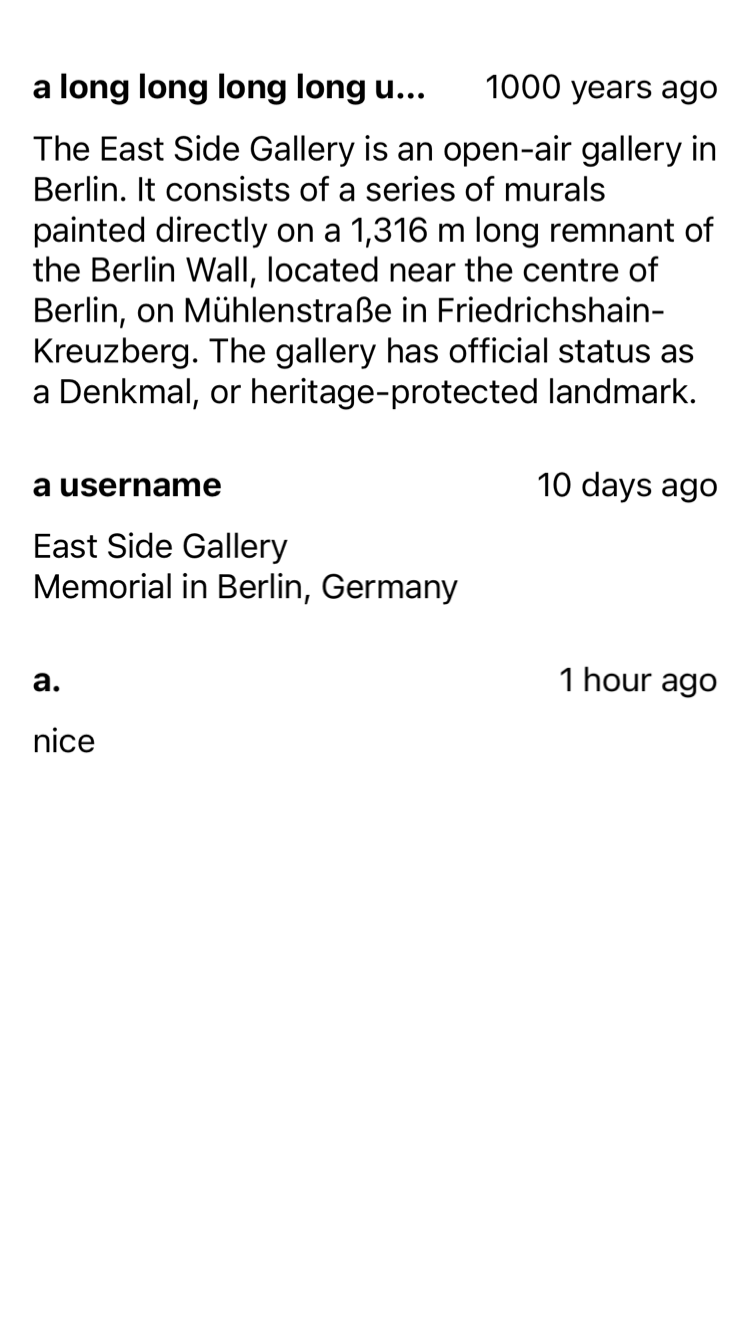 a long long long long u... 1000 years ago
The East Side Gallery is an open-air gallery in
Berlin. It consists of a series of murals
painted directly on a 1,316 m long remnant of
the Berlin Wall, located near the centre of
Berlin, on Mühlenstraße in Friedrichshain-
Kreuzberg. The gallery has official status as
a Denkmal, or heritage-protected landmark.
a username 10 days ago
East Side Gallery
Memorial in Berlin, Germany
a. 1 hour ago
nice